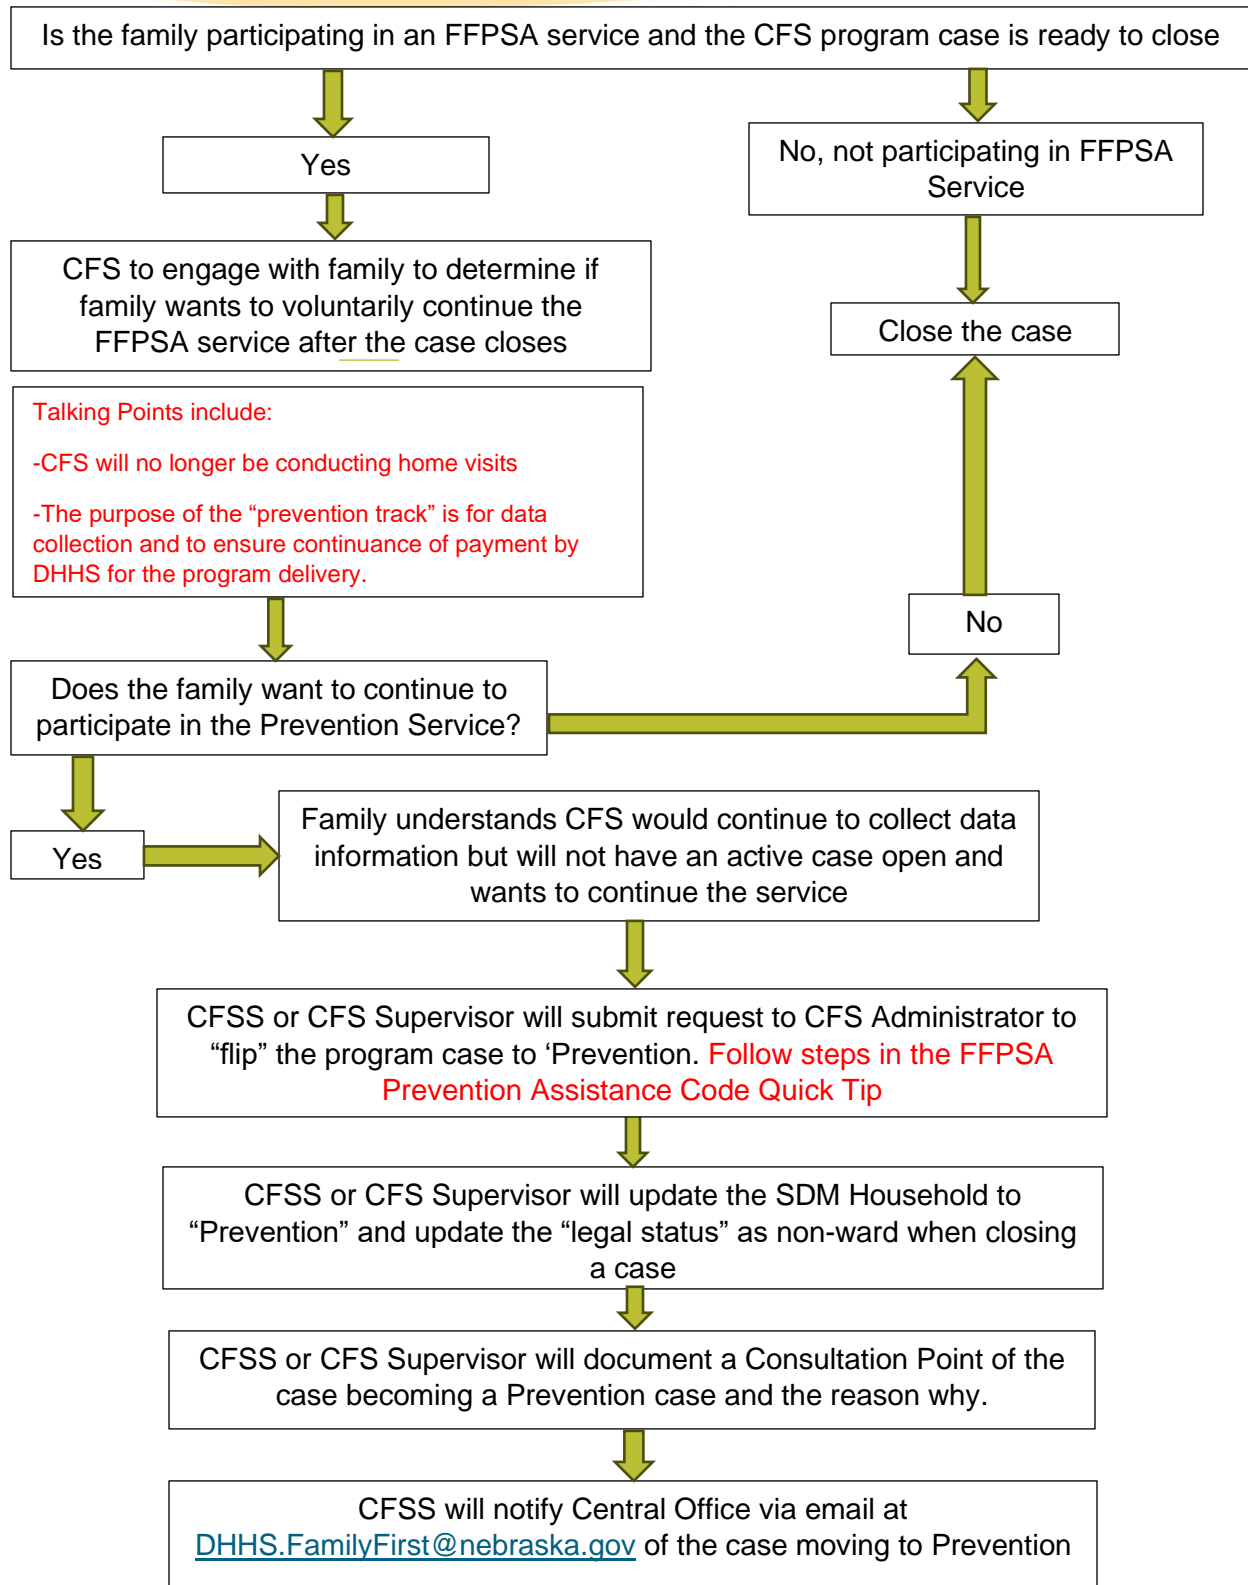 Is the family participating in an FFPSA service and the CFS program case is ready to close
Yes
No, not participating in FFPSA
Service
CFS to engage with family to determine if
family wants to voluntarily continue the
FFPSA service after the case closes
Close the case
Talking Points include:
-CFS will no longer be conducting home visits
-The purpose of the “prevention track” is for data
collection and to ensure continuance of payment by
DHHS for the program delivery.
No
Does the family want to continue to
participate in the Prevention Service?
Yes
Family understands CFS would continue to collect data
information but will not have an active case open and
wants to continue the service
CFSS or CFS Supervisor will submit request to CFS Administrator to
“flip” the program case to ‘Prevention. Follow steps in the FFPSA
Prevention Assistance Code Quick Tip
CFSS or CFS Supervisor will update the SDM Household to
“Prevention” and update the “legal status” as non-ward when closing
a case
CFSS or CFS Supervisor will document a Consultation Point of the
case becoming a Prevention case and the reason why.
CFSS will notify Central Office via email at
DHHS.FamilyFirst@nebraska.gov of the case moving to Prevention